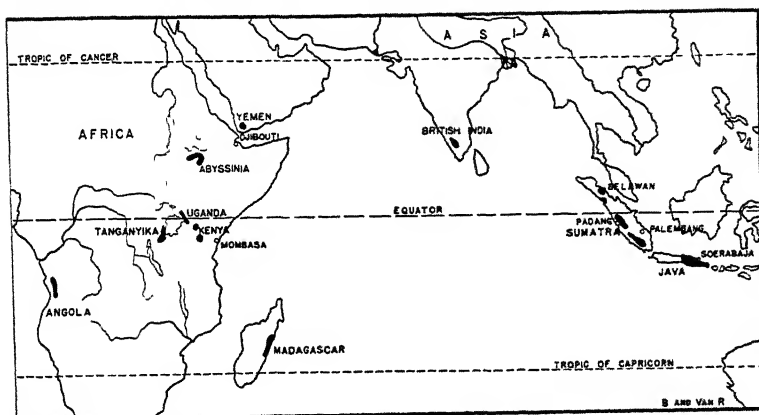 A S I A
TROPIC OF CANCER
YEMEN
DJIBOUTI
BRITISH INDIA
AFRICA
ABYSSINIA
BELAWAN
UGANDA
EQUATOR
TANGANYIKA
KENYA
PADANG
PALEMBANG
MOMBASA
SUMATRA
SOERABAJA
JAVA
ANGOLA
MADAGASCAR
TROPIC OF CAPRICORN
B AND VAN R